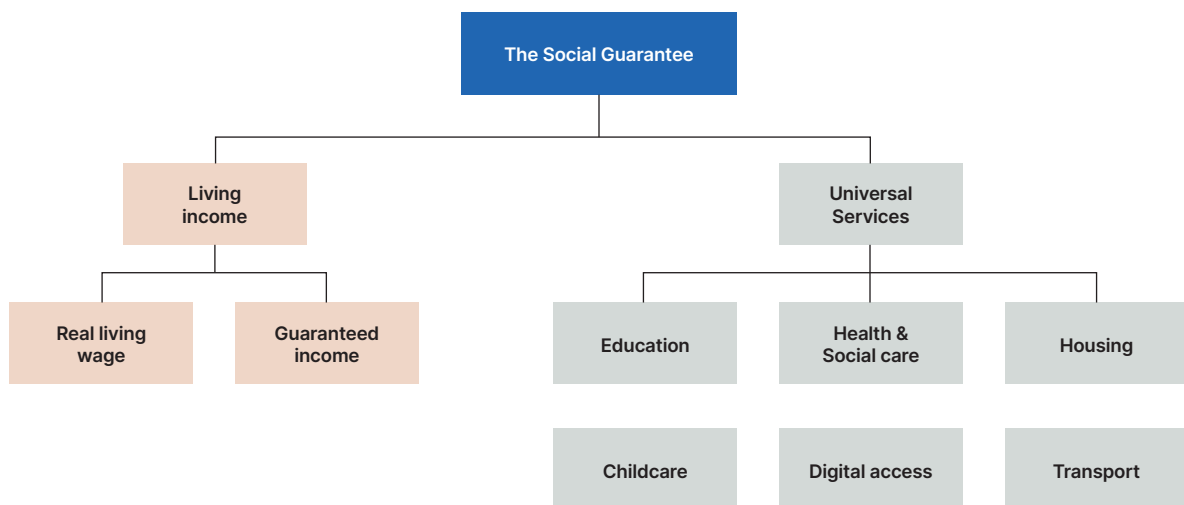 The Social Guarantee
Living
income
Universal
Services
Real living
wage
Guaranteed
income
Education
Health &
Social care
Housing
Childcare
Digital access
Transport